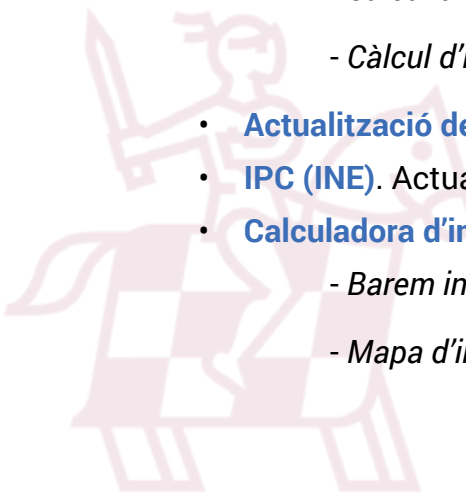 - Càlcul d’
• Actualització de
• IPC (INE). Actua
• Calculadora d’in
- Barem in
- Mapa d’i